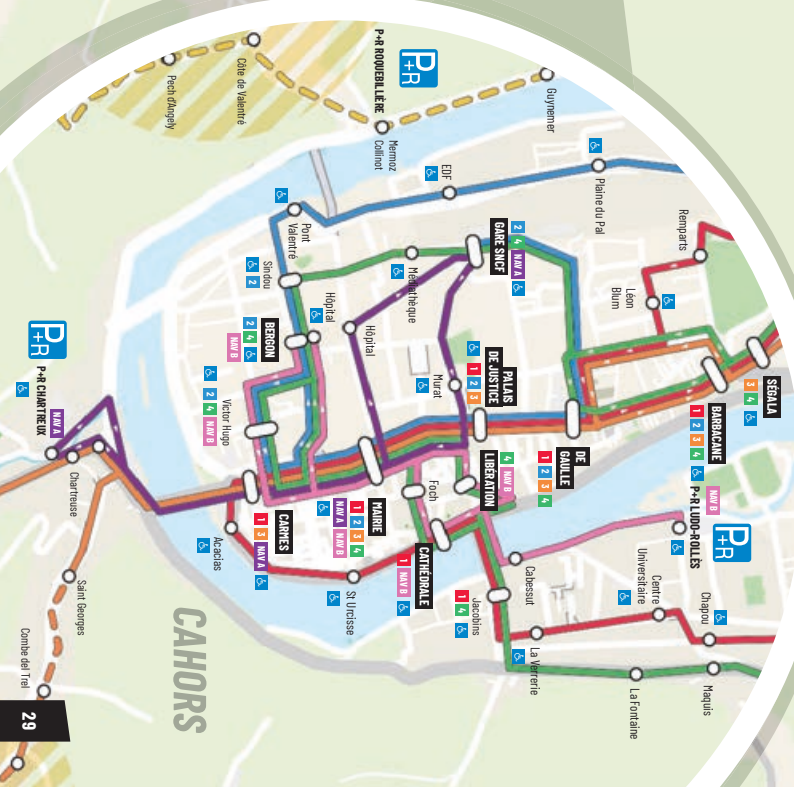 P+R
P+R ROQUEBILLIÈRE
Côte de Valentré
Pech d'Angely
Mermoz
Collinot
Guynemer
EDF
Plaine du Pal
Pont
Valentré
Sindou
2
Médiathèque
GARE SNCF
2 4 NAV A
Remparts
Léon
Blum
Hôpital
Hôpital
BERGON
2 4
NAV B
Murat
PALAIS
DE JUSTICE
1 2 3
SÉGALA
3 4
BARBACANE
1 2 3 4
DE
GAULLE
1 2 3 4
LIBÉRATION
4 NAV B
Victor Hugo
2 4 NAV B
P+R
P+R CHARTREUX
NAV A
Chartreuse
Foch
MAIRIE
1 2 3 4
NAV A NAV B
CARMES
1 3 NAV A
Acacias
St Urcisse
CATHÉDRALE
1 NAV B
NAV B
P+R LUDO-ROLLÈS
P+R
Cabessut
Jacobins
1 4
Centre
Universitaire
Chapou
La Verrerie
La Fontaine
Maquis
Saint Georges
Combe del Trel
CAHORS
29